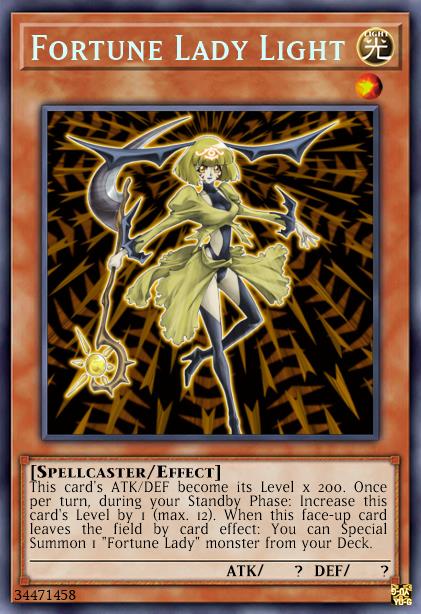 Fortune Lady Light
LIGHT
光
[Spellcaster/Effect]
This card's ATK/DEF become its Level x 200. Once
per turn, during your Standby Phase: Increase this
card's Level by 1 (max. 12). When this face-up card
leaves the field by card effect: You can Special
Summon 1 "Fortune Lady" monster from your Deck.
ATK/ ? DEF/ ?
34471458